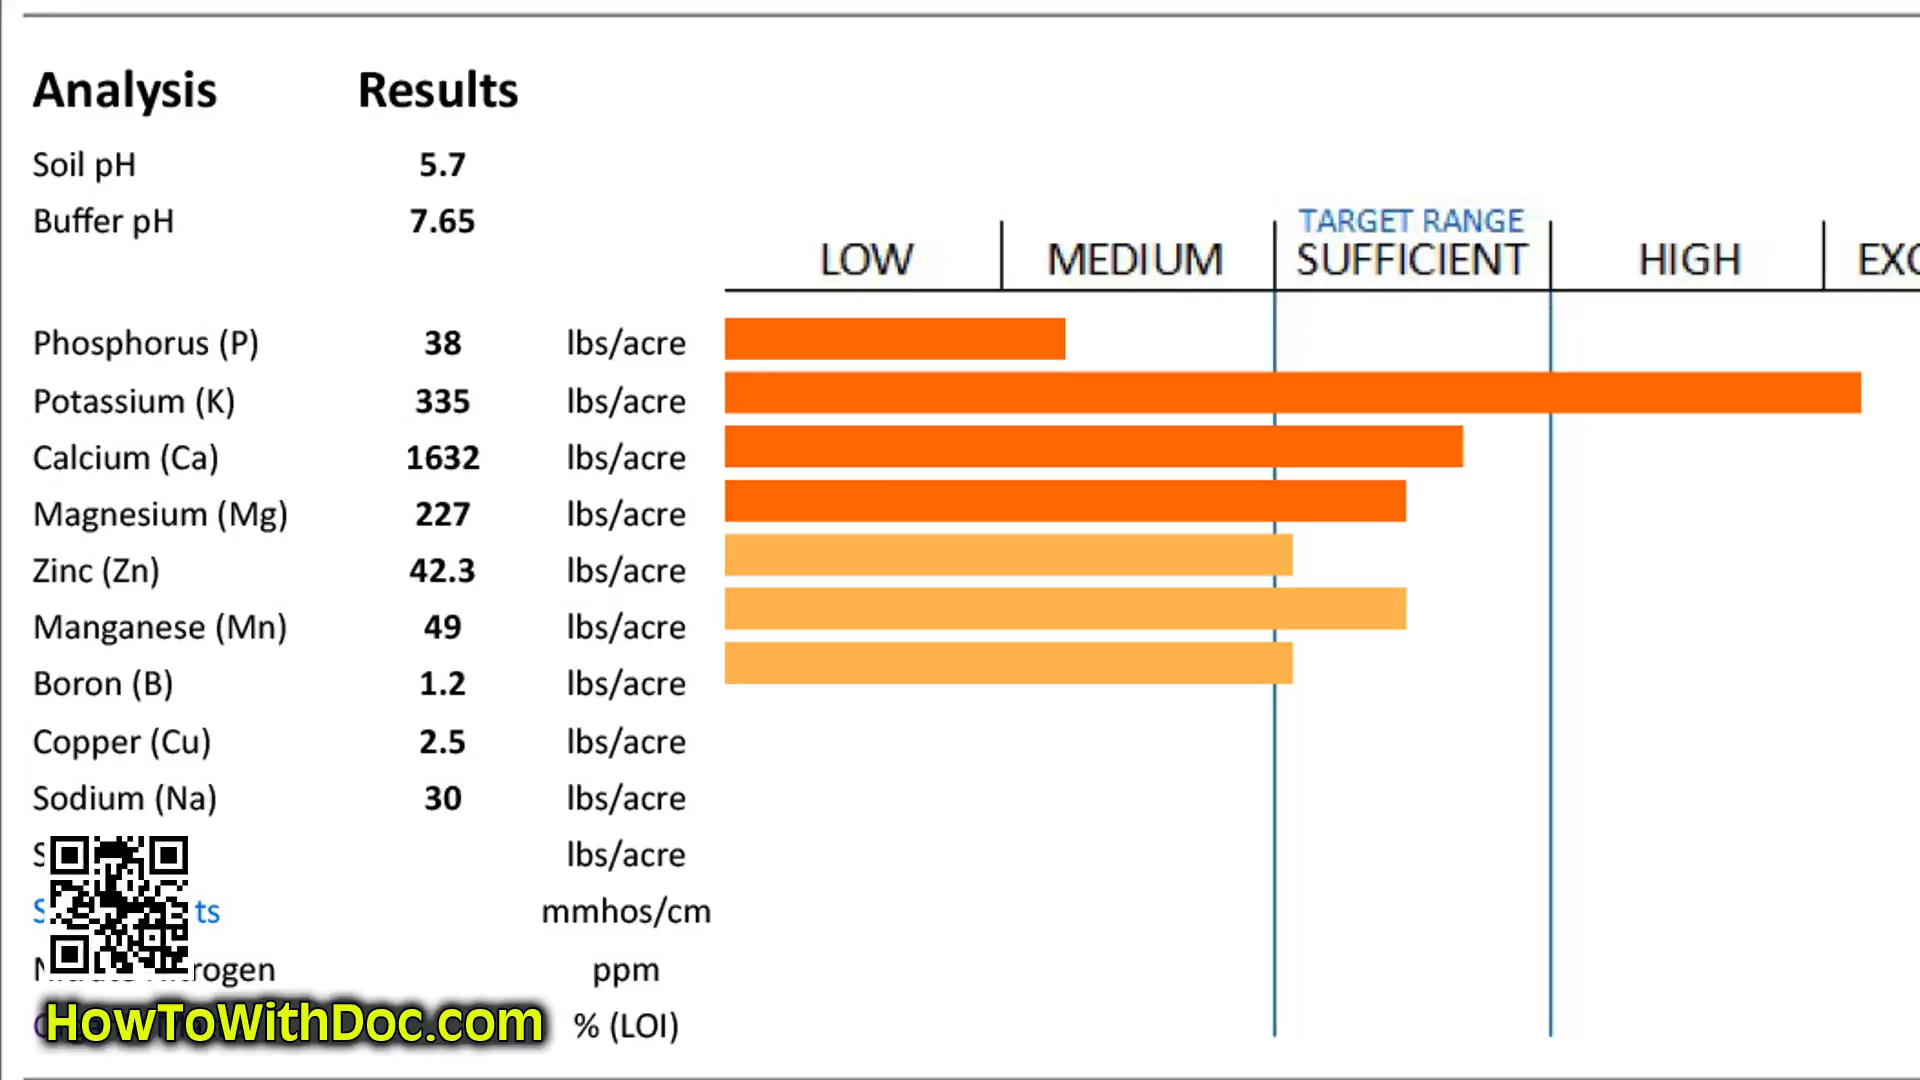 Analysis Results
Soil pH 5.7
Buffer pH 7.65
TARGET RANGE
LOW MEDIUM SUFFICIENT HIGH
Phosphorus (P) 38 lbs/acre
Potassium (K) 335 lbs/acre
Calcium (Ca) 1632 lbs/acre
Magnesium (Mg) 227 lbs/acre
Zinc (Zn) 42.3 lbs/acre
Manganese (Mn) 49 lbs/acre
Boron (B) 1.2 lbs/acre
Copper (Cu) 2.5 lbs/acre
Sodium (Na) 30 lbs/acre
lbs/acre
mmhos/cm
ppm
HowToWithDoc.com % (LOI)